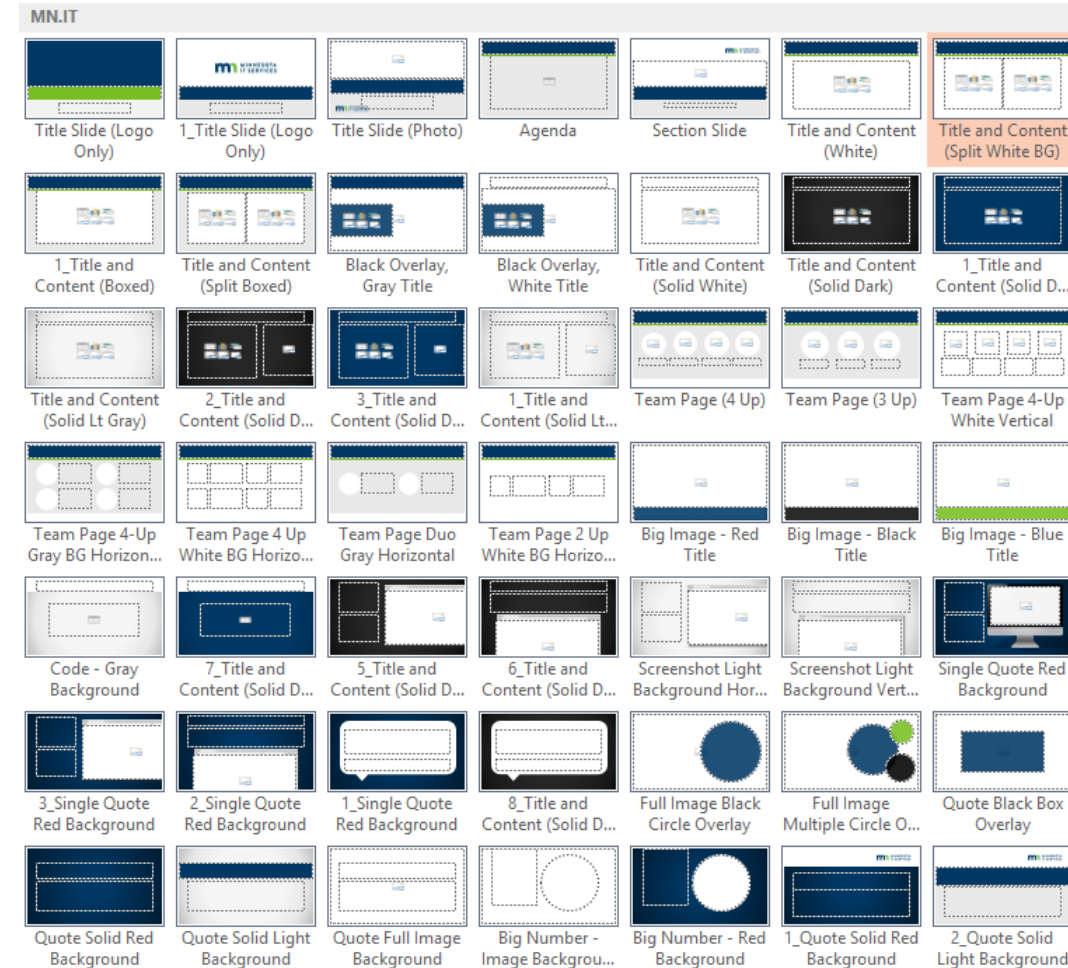 MN.IT
MINNESOTA
IT SERVICES
Title Slide (Logo
Only)
1_Title Slide (Logo
Only)
Title Slide (Photo)
Agenda
Section Slide
Title and Content
(White)
Title and Content
(Split White BG)
1_Title and
Content (Boxed)
Title and Content
(Split Boxed)
Black Overlay,
Gray Title
Black Overlay,
White Title
Title and Content
(Solid White)
Title and Content
(Solid Dark)
1_Title and
Content (Solid D...
Title and Content
(Solid Lt Gray)
2_Title and
Content (Solid D...
3_Title and
Content (Solid D...
1_Title and
Content (Solid Lt...
Team Page (4 Up)
Team Page (3 Up)
Team Page 4-Up
White Vertical
Team Page 4-Up
Gray BG Horizon...
Team Page 4 Up
White BG Horizo...
Team Page Duo
Gray Horizontal
Team Page 2 Up
White BG Horizo...
Big Image - Red
Title
Big Image - Black
Title
Big Image - Blue
Title
Code - Gray
Background
7_Title and
Content (Solid D...
5_Title and
Content (Solid D...
6_Title and
Content (Solid D...
Screenshot Light
Background Hor...
Screenshot Light
Background Vert...
Single Quote Red
Background
3_Single Quote
Red Background
2_Single Quote
Red Background
1_Single Quote
Red Background
8_Title and
Content (Solid D...
Full Image Black
Circle Overlay
Full Image
Multiple Circle O...
Quote Black Box
Overlay
Quote Solid Red
Background
Quote Solid Light
Background
Quote Full Image
Background
Big Number -
Image Backgrou...
Big Number - Red
Background
1_Quote Solid Red
Background
2_Quote Solid
Light Background